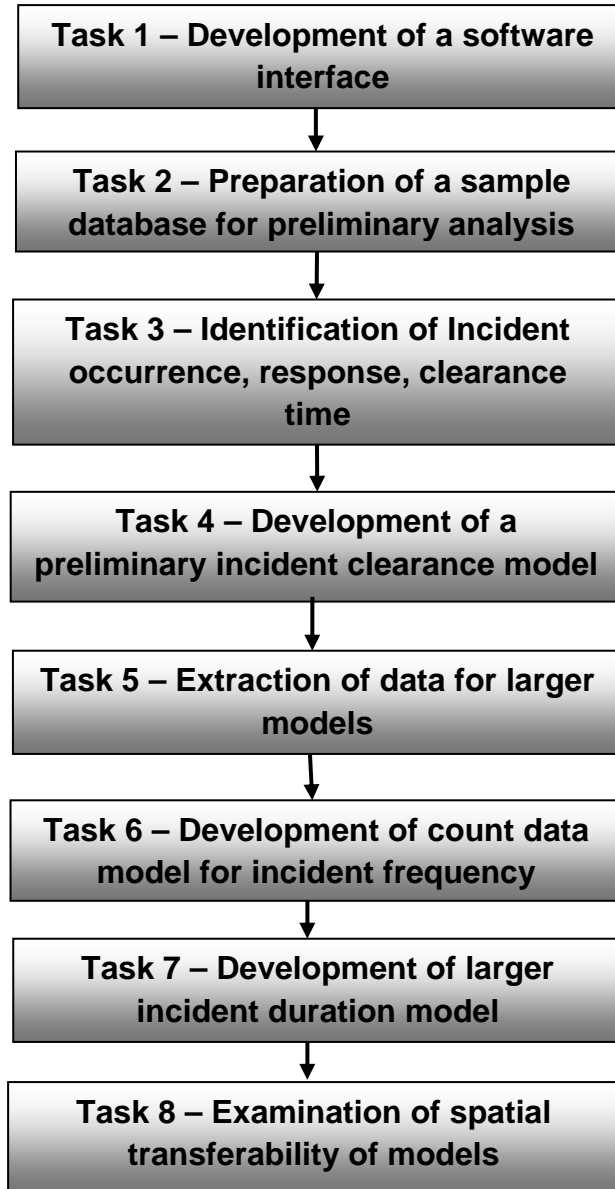 Task 1 – Development of a software
interface
Task 2 – Preparation of a sample
database for preliminary analysis
Task 3 – Identification of Incident
occurrence, response, clearance
time
Task 4 – Development of a
preliminary incident clearance model
Task 5 – Extraction of data for larger
models
Task 6 – Development of count data
model for incident frequency
Task 7 – Development of larger
incident duration model
Task 8 – Examination of spatial
transferability of models